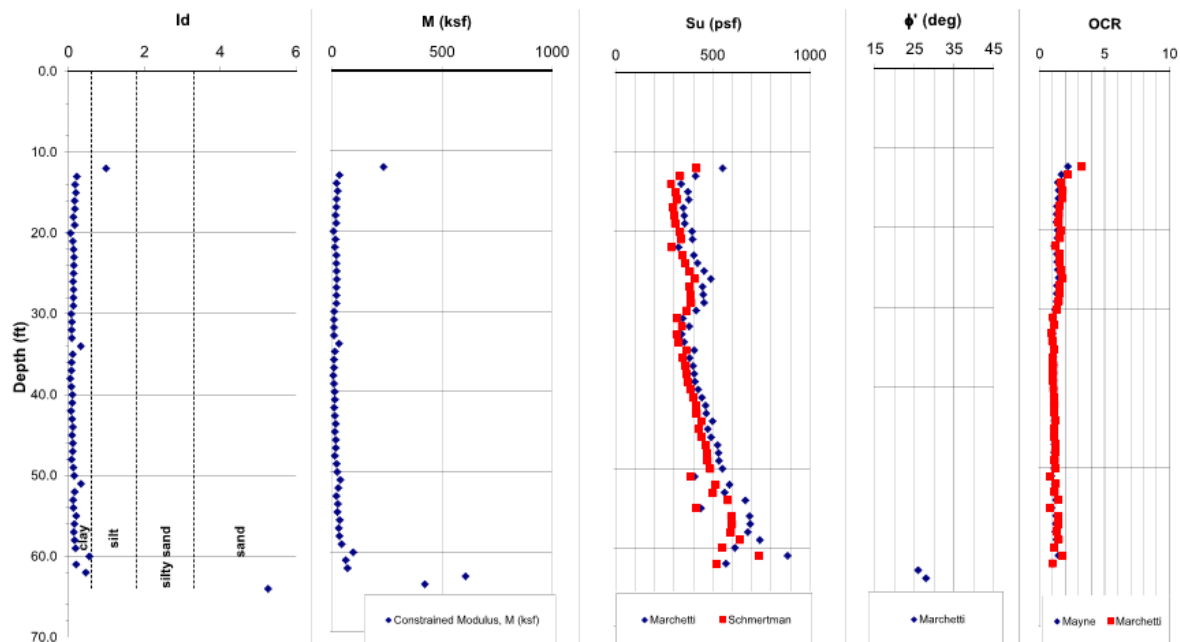 Id
0 2 4 6
M (ksf)
0 500 1000
Su (psf)
0 500 1000
ϕ' (deg)
15 25 35 45
OCR
0 5 10
Depth (ft)
0.0
10.0
20.0
30.0
40.0
50.0
60.0
70.0
clay
silt
silty sand
sand
Constrained Modulus, M (ksf)
Marchetti Schmertman
Marchetti
Mayne Marchetti